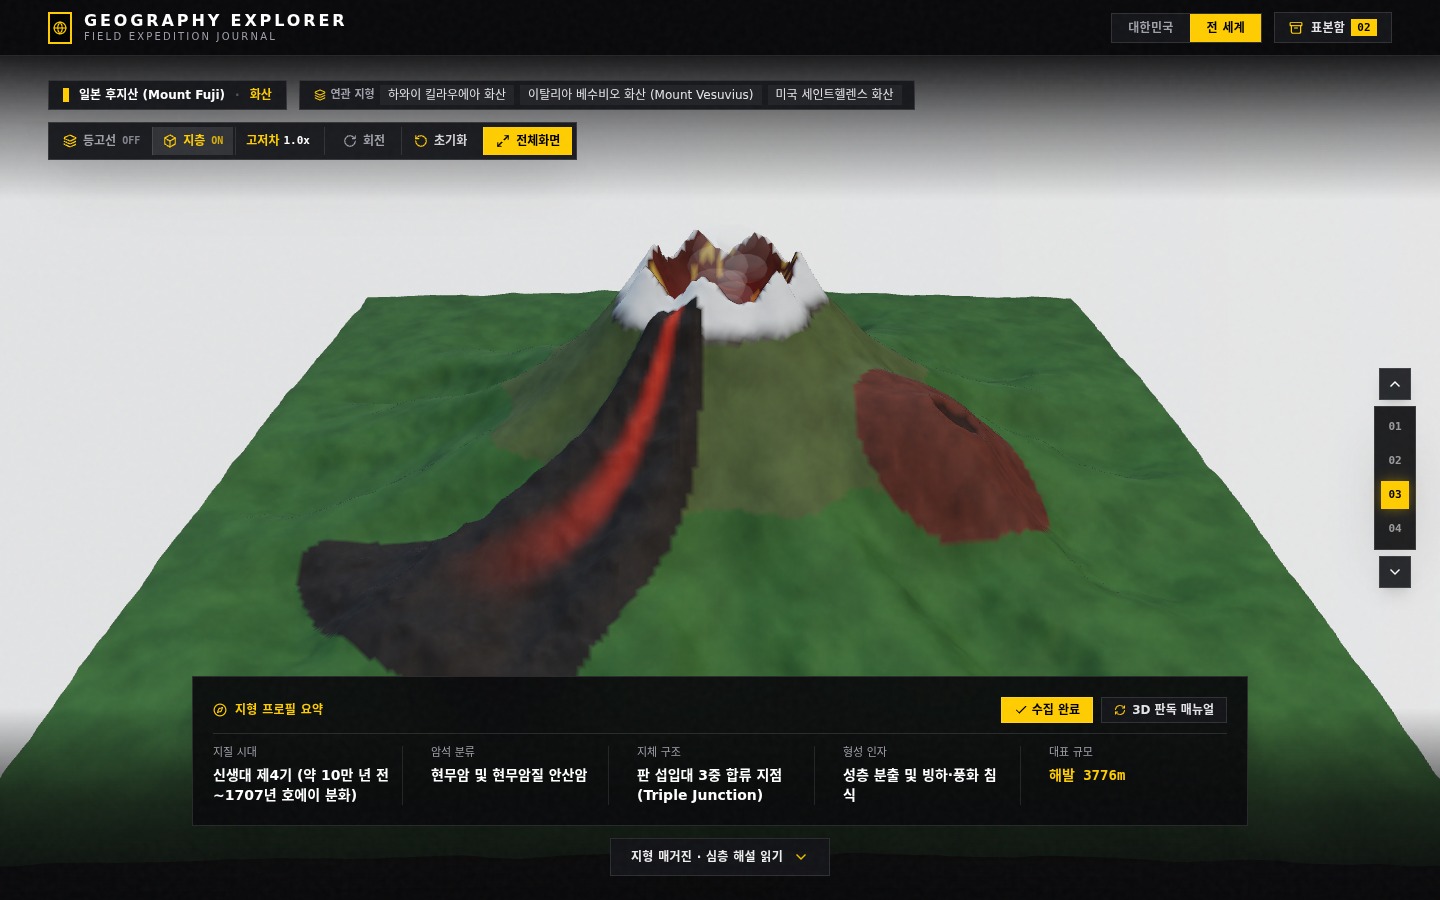 GEOGRAPHY EXPLORER
FIELD EXPEDITION JOURNAL
대한민국 전 세계 표본함 02
일본 후지산 (Mount Fuji) · 화산 연관 지형 하와이 킬라우에아 화산 이탈리아 베수비오 화산 (Mount Vesuvius) 미국 세인트헬렌스 화산
등고선 OFF 지층 ON 고저차 1.0x 회전 초기화 전체화면
01
02
03
04
지형 프로필 요약 수집 완료 3D 판독 매뉴얼
지질 시대 암석 분류 지체 구조 형성 인자 대표 규모
신생대 제4기 (약 10만 년 전 현무암 및 현무암질 안산암 판 섭입대 3중 합류 지점 성층 분출 및 빙하·풍화 침 해발 3776m
~1707년 호에이 분화) (Triple Junction) 식
지형 매거진 · 심층 해설 읽기